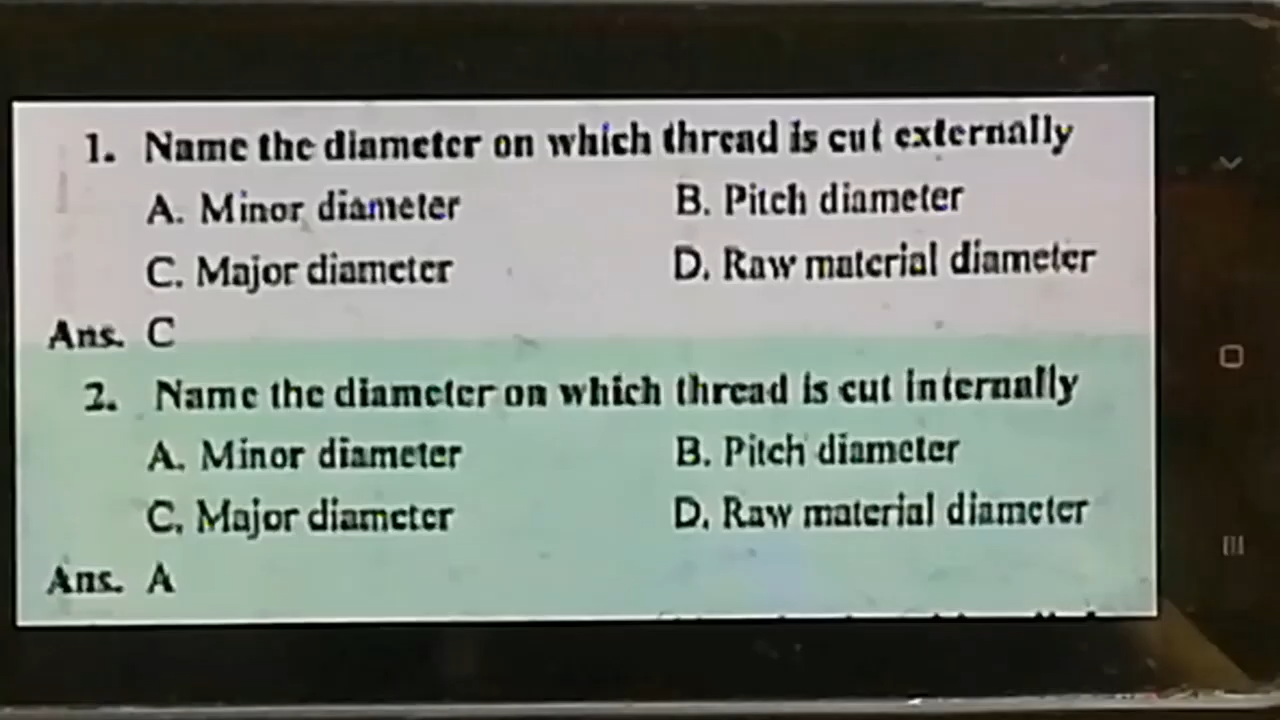 1. Name the diameter on which thread is cut externally
A. Minor diameter B. Pitch diameter
C. Major diameter D. Raw material diameter
Ans. C
2. Name the diameter on which thread is cut internally
A. Minor diameter B. Pitch diameter
C. Major diameter D. Raw material diameter
Ans. A